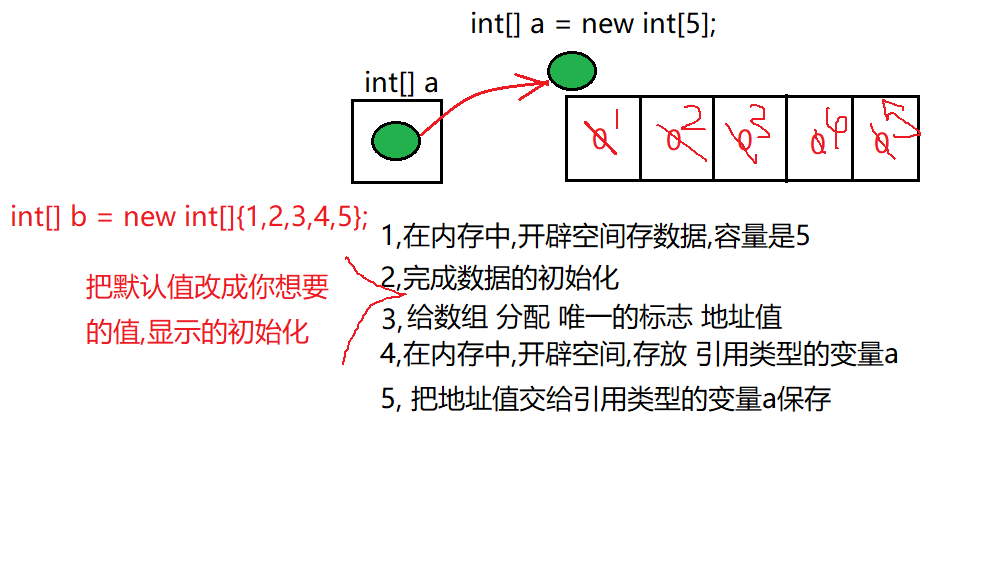 int[] a = new int[5];
int[] a
0 1 0 2 0 3 0 4 0 5
int[] b = new int[]{1,2,3,4,5};
1,在内存中,开辟空间存数据,容量是5
2,完成数据的初始化
把默认值改成你想要
的值,显示的初始化
3,给数组 分配 唯一的标志 地址值
4,在内存中,开辟空间,存放 引用类型的变量a
5, 把地址值交给引用类型的变量a保存